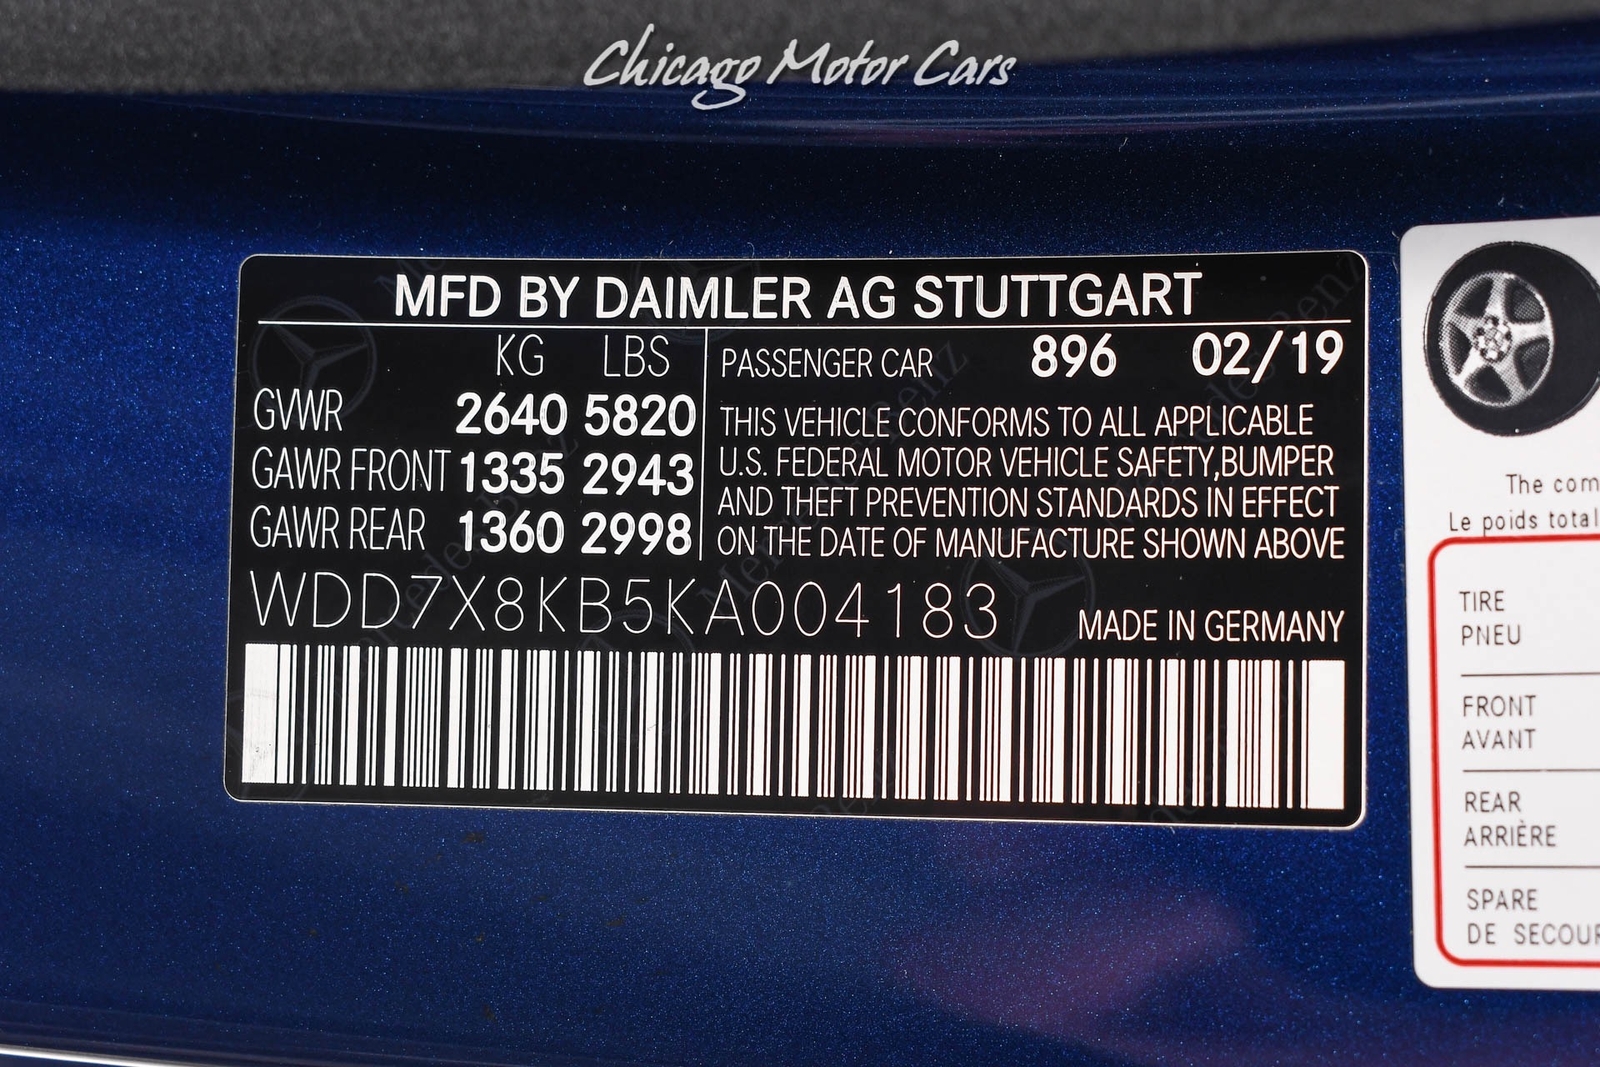 Chicago Motor Cars
MFD BY DAIMLER AG STUTTGART
KG LBS
GVWR 2640 5820
GAWR FRONT 1335 2943
GAWR REAR 1360 2998
PASSENGER CAR 896 02/19
THIS VEHICLE CONFORMS TO ALL APPLICABLE
U.S. FEDERAL MOTOR VEHICLE SAFETY,BUMPER
AND THEFT PREVENTION STANDARDS IN EFFECT
ON THE DATE OF MANUFACTURE SHOWN ABOVE
WDD7X8KB5KA004183
MADE IN GERMANY
The com
Le poids total
TIRE
PNEU
FRONT
AVANT
REAR
ARRIÈRE
SPARE
DE SECOUR